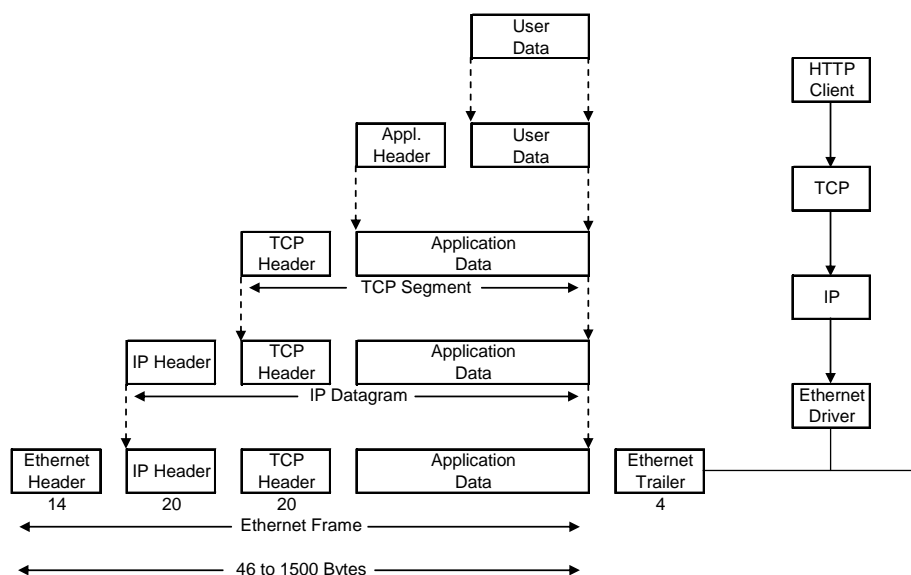 User
Data
HTTP
Client
Appl.
Header
User
Data
TCP
TCP
Header
Application
Data
TCP Segment
IP
IP Header
TCP
Header
Application
Data
IP Datagram
Ethernet
Driver
Ethernet
Header
IP Header
TCP
Header
Application
Data
Ethernet
Trailer
14
20
20
4
Ethernet Frame
46 to 1500 Bytes